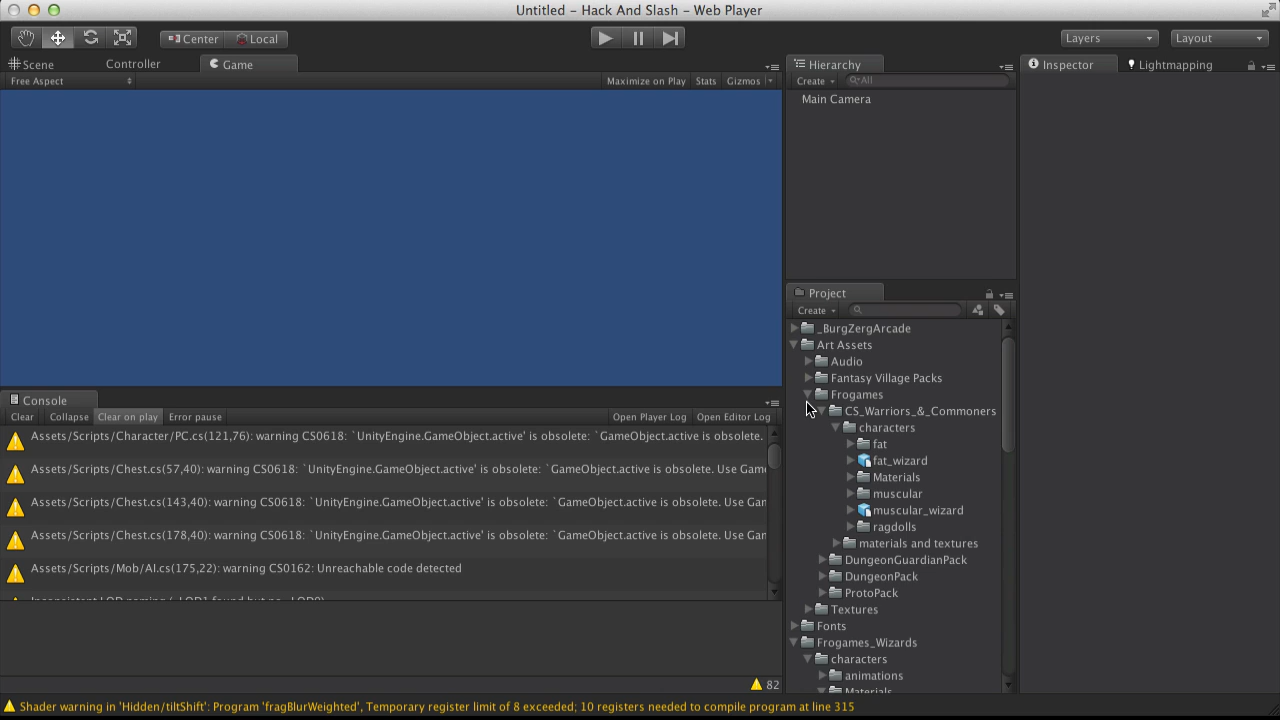 Untitled - Hack And Slash - Web Player
Center
Local
Layers
Layout
Scene
Controller
Game
Hierarchy
Inspector
Lightmapping
Free Aspect
Maximize on Play
Stats
Gizmos
Create
All
Main Camera
Project
Create
_BurgZergArcade
Art Assets
Audio
Fantasy Village Packs
Frogames
CS_Warriors_&_Commoners
characters
fat
fat_wizard
Materials
muscular
muscular_wizard
ragdolls
materials and textures
DungeonGuardianPack
DungeonPack
ProtoPack
Textures
Fonts
Frogames_Wizards
characters
animations
Materials
Console
Clear
Collapse
Clear on play
Error pause
Open Player Log
Open Editor Log
Assets/Scripts/Character/PC.cs(121,76): warning CS0618: `UnityEngine.GameObject.active' is obsolete: `GameObject.active is obsolete.
Assets/Scripts/Chest.cs(57,40): warning CS0618: `UnityEngine.GameObject.active' is obsolete: `GameObject.active is obsolete. Use Gam
Assets/Scripts/Chest.cs(143,40): warning CS0618: `UnityEngine.GameObject.active' is obsolete: `GameObject.active is obsolete. Use Gar
Assets/Scripts/Chest.cs(178,40): warning CS0618: `UnityEngine.GameObject.active' is obsolete: `GameObject.active is obsolete. Use Gar
Assets/Scripts/Mob/AI.cs(175,22): warning CS0162: Unreachable code detected
82
Shader warning in 'Hidden/tiltShift': Program 'fragBlurWeighted', Temporary register limit of 8 exceeded; 10 registers needed to compile program at line 315